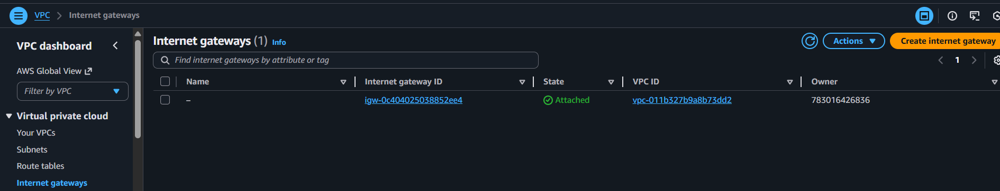 VPC > Internet gateways
VPC dashboard
AWS Global View
Filter by VPC
Virtual private cloud
Your VPCs
Subnets
Route tables
Internet gateways
Internet gateways (1) Info
Actions
Create internet gateway
Find internet gateways by attribute or tag
1
Name Internet gateway ID State VPC ID Owner
– igw-0c404025038852ee4 Attached vpc-011b327b9a8b73dd2 783016426836